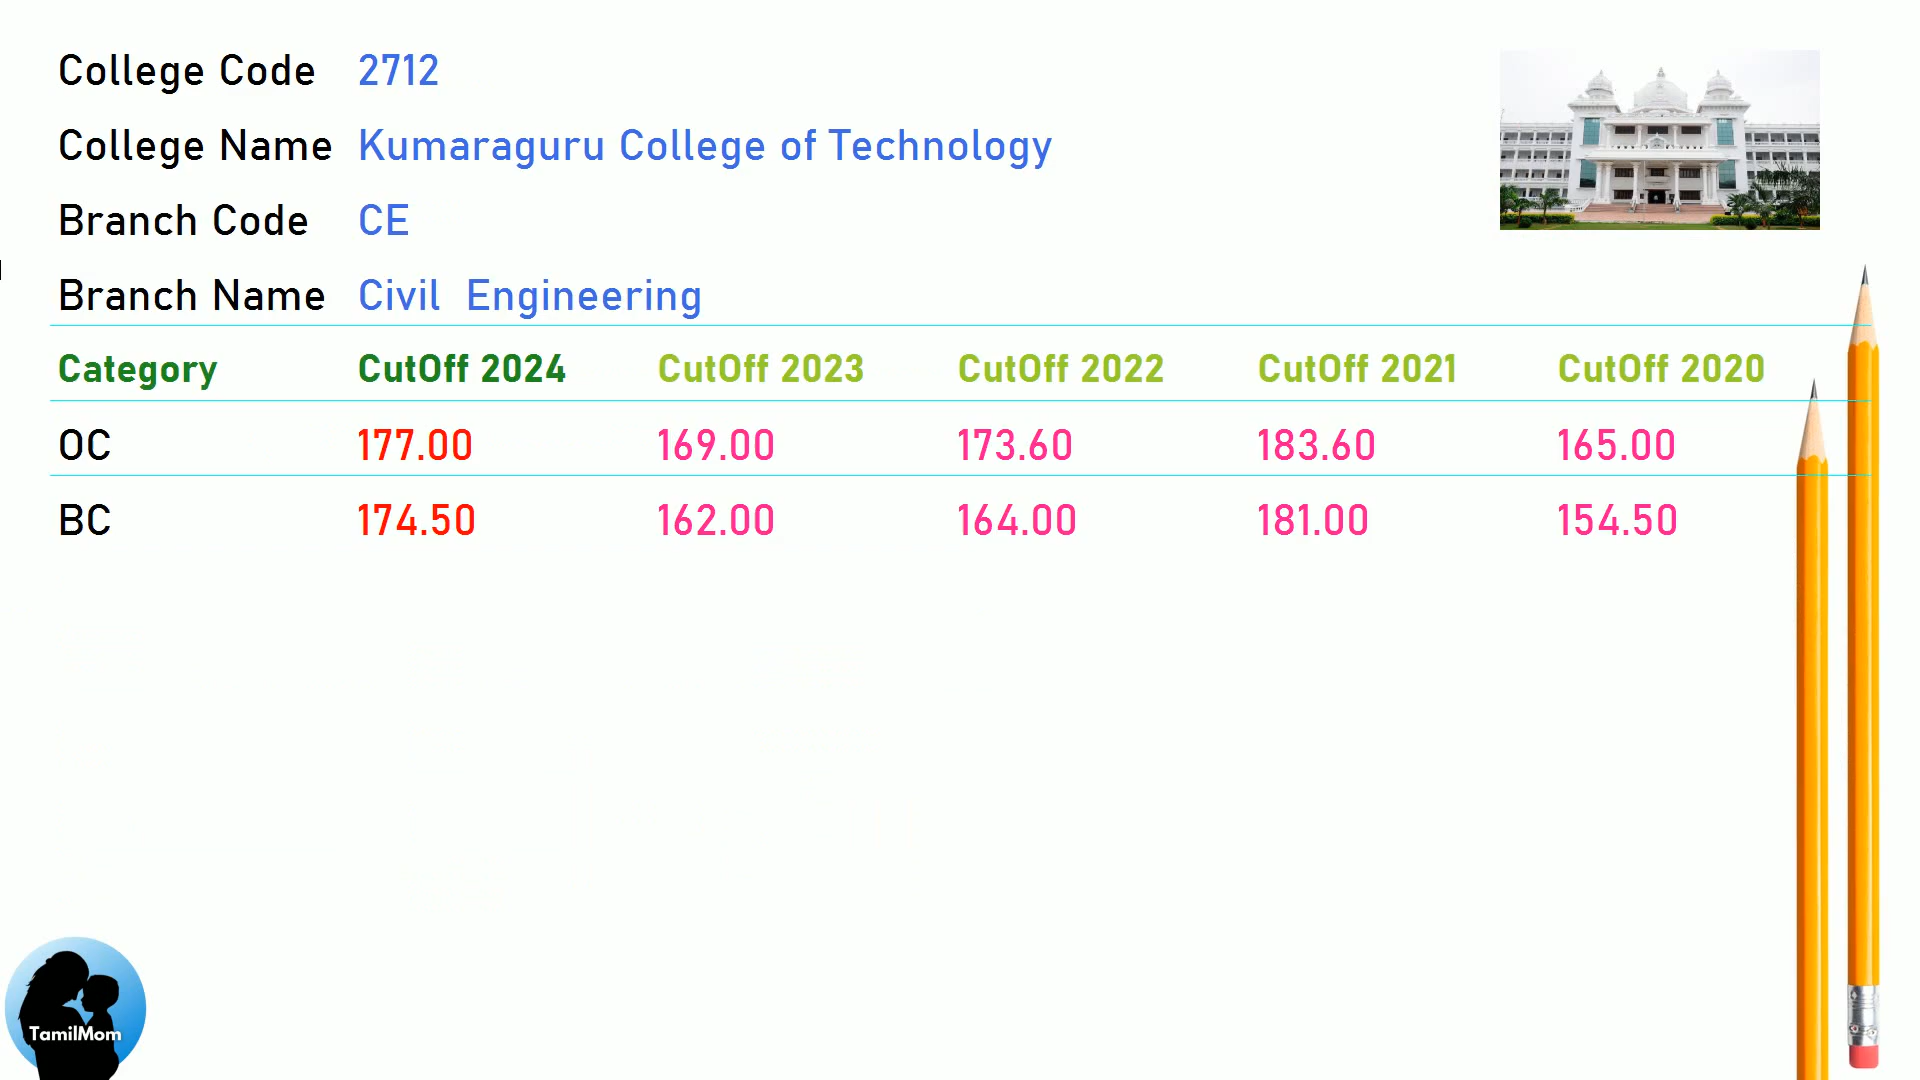 College Code 2712
College Name Kumaraguru College of Technology
Branch Code CE
Branch Name Civil Engineering
Category CutOff 2024 CutOff 2023 CutOff 2022 CutOff 2021 CutOff 2020
OC 177.00 169.00 173.60 183.60 165.00
BC 174.50 162.00 164.00 181.00 154.50
TamilMom